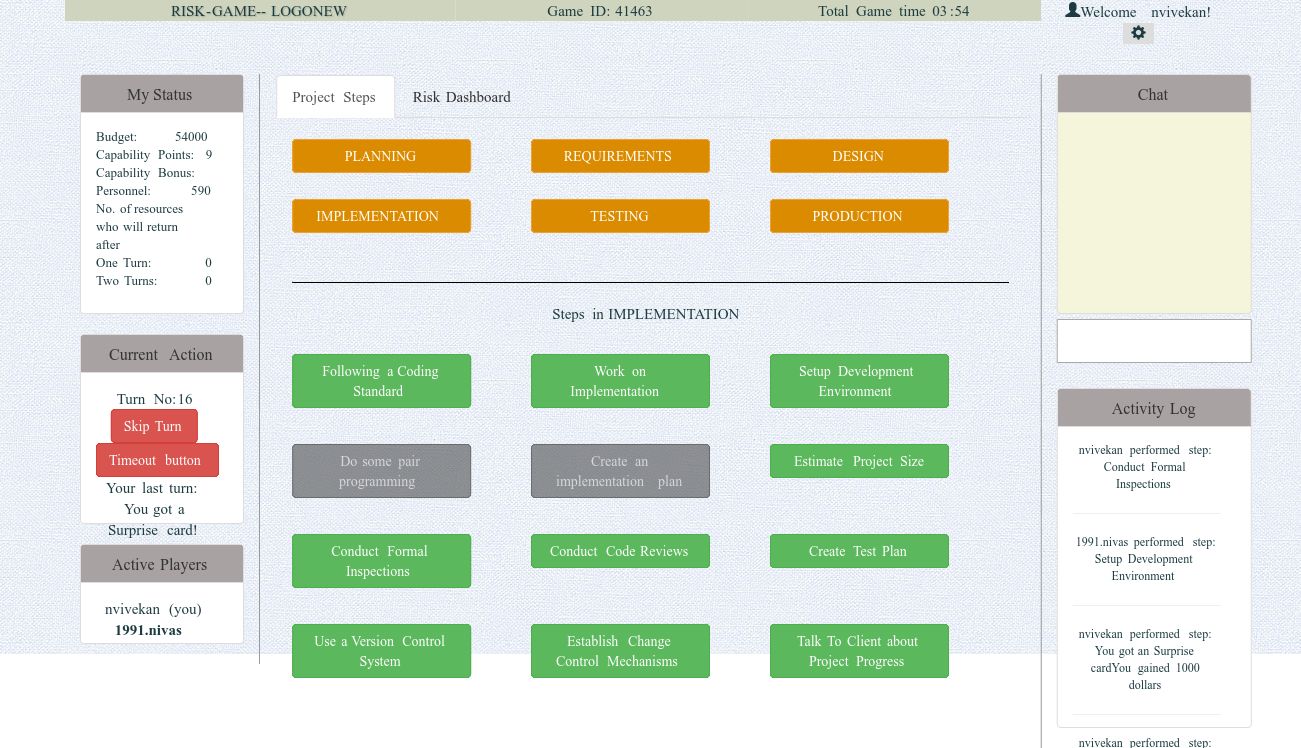 RISK-GAME-- LOGONEW
Game ID: 41463
Total Game time 03:54
Welcome nvivekan!
My Status
Budget: 54000
Capability Points: 9
Capability Bonus:
Personnel: 590
No. of resources
who will return
after
One Turn: 0
Two Turns: 0
Current Action
Turn No:16
Skip Turn
Timeout button
Your last turn:
You got a
Surprise card!
Active Players
nvivekan (you)
1991.nivas
Project Steps
Risk Dashboard
PLANNING
REQUIREMENTS
DESIGN
IMPLEMENTATION
TESTING
PRODUCTION
Steps in IMPLEMENTATION
Following a Coding
Standard
Work on
Implementation
Setup Development
Environment
Do some pair
programming
Create an
implementation plan
Estimate Project Size
Conduct Formal
Inspections
Conduct Code Reviews
Create Test Plan
Use a Version Control
System
Establish Change
Control Mechanisms
Talk To Client about
Project Progress
Chat
Activity Log
nvivekan performed step:
Conduct Formal
Inspections
1991.nivas performed step:
Setup Development
Environment
nvivekan performed step:
You got an Surprise
cardYou gained 1000
dollars
nvivekan performed step: